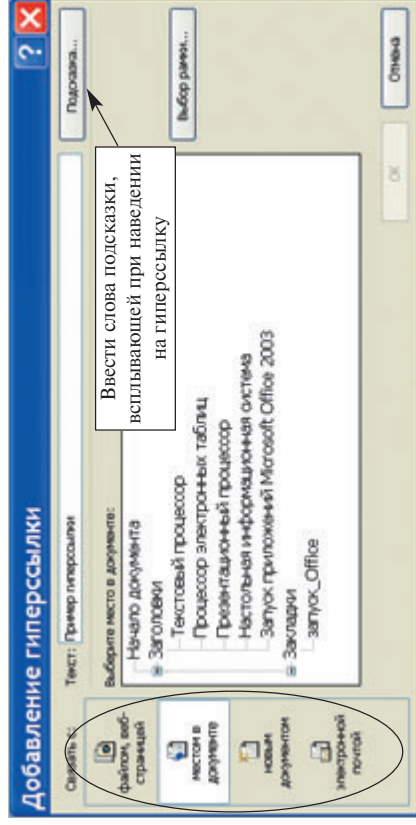 Добавление гиперссылки
Связать с:
Текст: Пример гиперссылки
Подсказка...
файлом, веб-
страницей
местом в
документе
новым
документом
электронной
почтой
Выберите место в документе:
Начало документа
Заголовки
Текстовый процессор
Процессор электронных таблиц
Презентационный процессор
Настольная информационная система
Запуск приложений Microsoft Office 2003
Закладки
запуск_Office
Ввести слова подсказки,
всплывающей при наведении
на гиперссылку
Выбор рамки...
ОК
Отмена